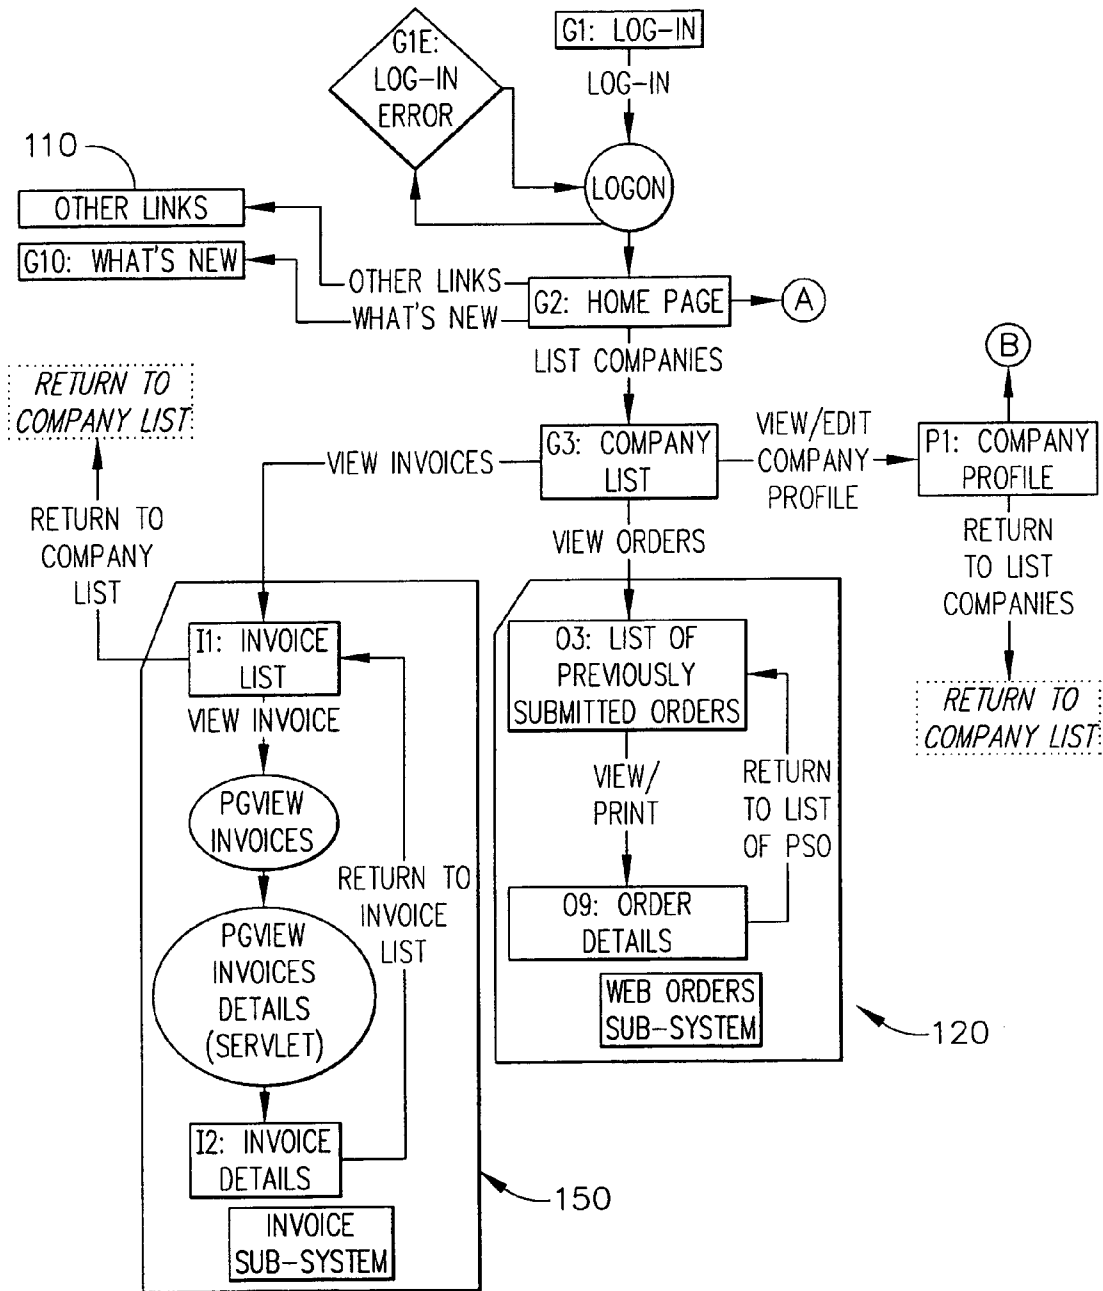 G1E:
LOG-IN
ERROR
G1: LOG-IN
LOG-IN
LOGON
110
OTHER LINKS
G10: WHAT'S NEW
OTHER LINKS
WHAT'S NEW
G2: HOME PAGE
A
LIST COMPANIES
B
RETURN TO
COMPANY LIST
VIEW INVOICES
G3: COMPANY
LIST
VIEW/EDIT
COMPANY
PROFILE
P1: COMPANY
PROFILE
RETURN TO
COMPANY
LIST
VIEW ORDERS
RETURN
TO LIST
COMPANIES
RETURN TO
COMPANY LIST
I1: INVOICE
LIST
VIEW INVOICE
PGVIEW
INVOICES
PGVIEW
INVOICES
DETAILS
(SERVLET)
RETURN TO
INVOICE
LIST
I2: INVOICE
DETAILS
INVOICE
SUB-SYSTEM
150
O3: LIST OF
PREVIOUSLY
SUBMITTED ORDERS
VIEW/
PRINT
RETURN
TO LIST
OF PSO
O9: ORDER
DETAILS
WEB ORDERS
SUB-SYSTEM
120